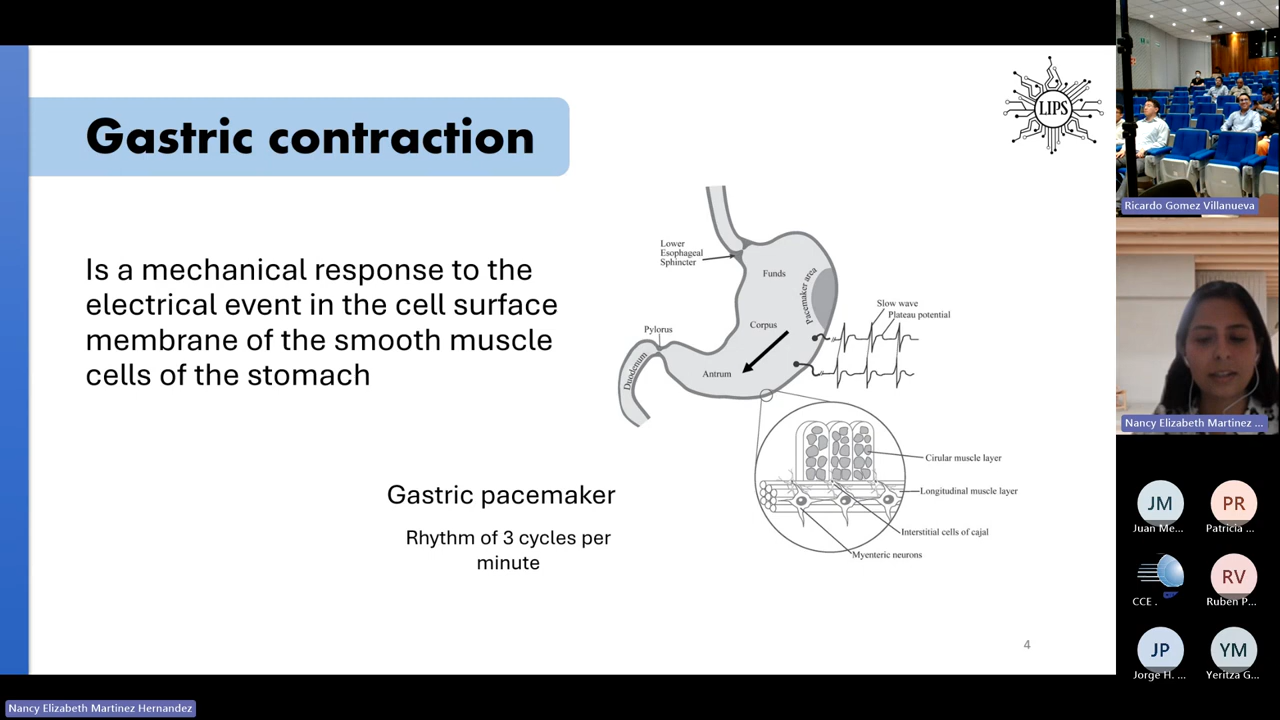 Gastric contraction
LIPS
Is a mechanical response to the
electrical event in the cell surface
membrane of the smooth muscle
cells of the stomach
Gastric pacemaker
Rhythm of 3 cycles per
minute
Lower
Esophageal
Sphincter
Funds
Pacemaker area
Corpus
Slow wave
Plateau potential
Pylorus
Duodenum
Antrum
Cirular muscle layer
Longitudinal muscle layer
Interstitial cells of cajal
Myenteric neurons
4
Ricardo Gomez Villanueva
Nancy Elizabeth Martinez ...
JM
Juan Me...
PR
Patricia ...
CCE .
RV
Ruben P...
JP
Jorge H. ...
YM
Yeritza G...
Nancy Elizabeth Martinez Hernandez